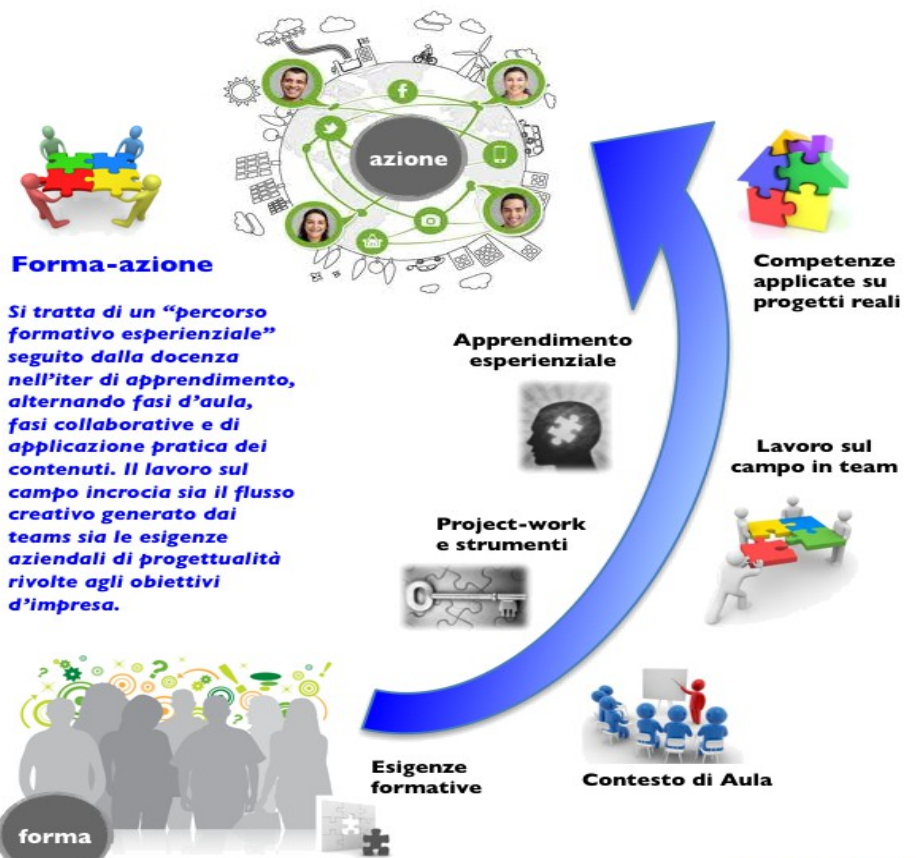 azione
Forma-azione
Si tratta di un “percorso
formativo esperienziale”
seguito dalla docenza
nell’iter di apprendimento,
alternando fasi d’aula,
fasi collaborative e di
applicazione pratica dei
contenuti. Il lavoro sul
campo incrocia sia il flusso
creativo generato dai
teams sia le esigenze
aziendali di progettualità
rivolte agli obiettivi
d’impresa.
Competenze
applicate su
progetti reali
Apprendimento
esperienziale
Lavoro sul
campo in team
Project-work
e strumenti
Esigenze
formative
Contesto di Aula
forma